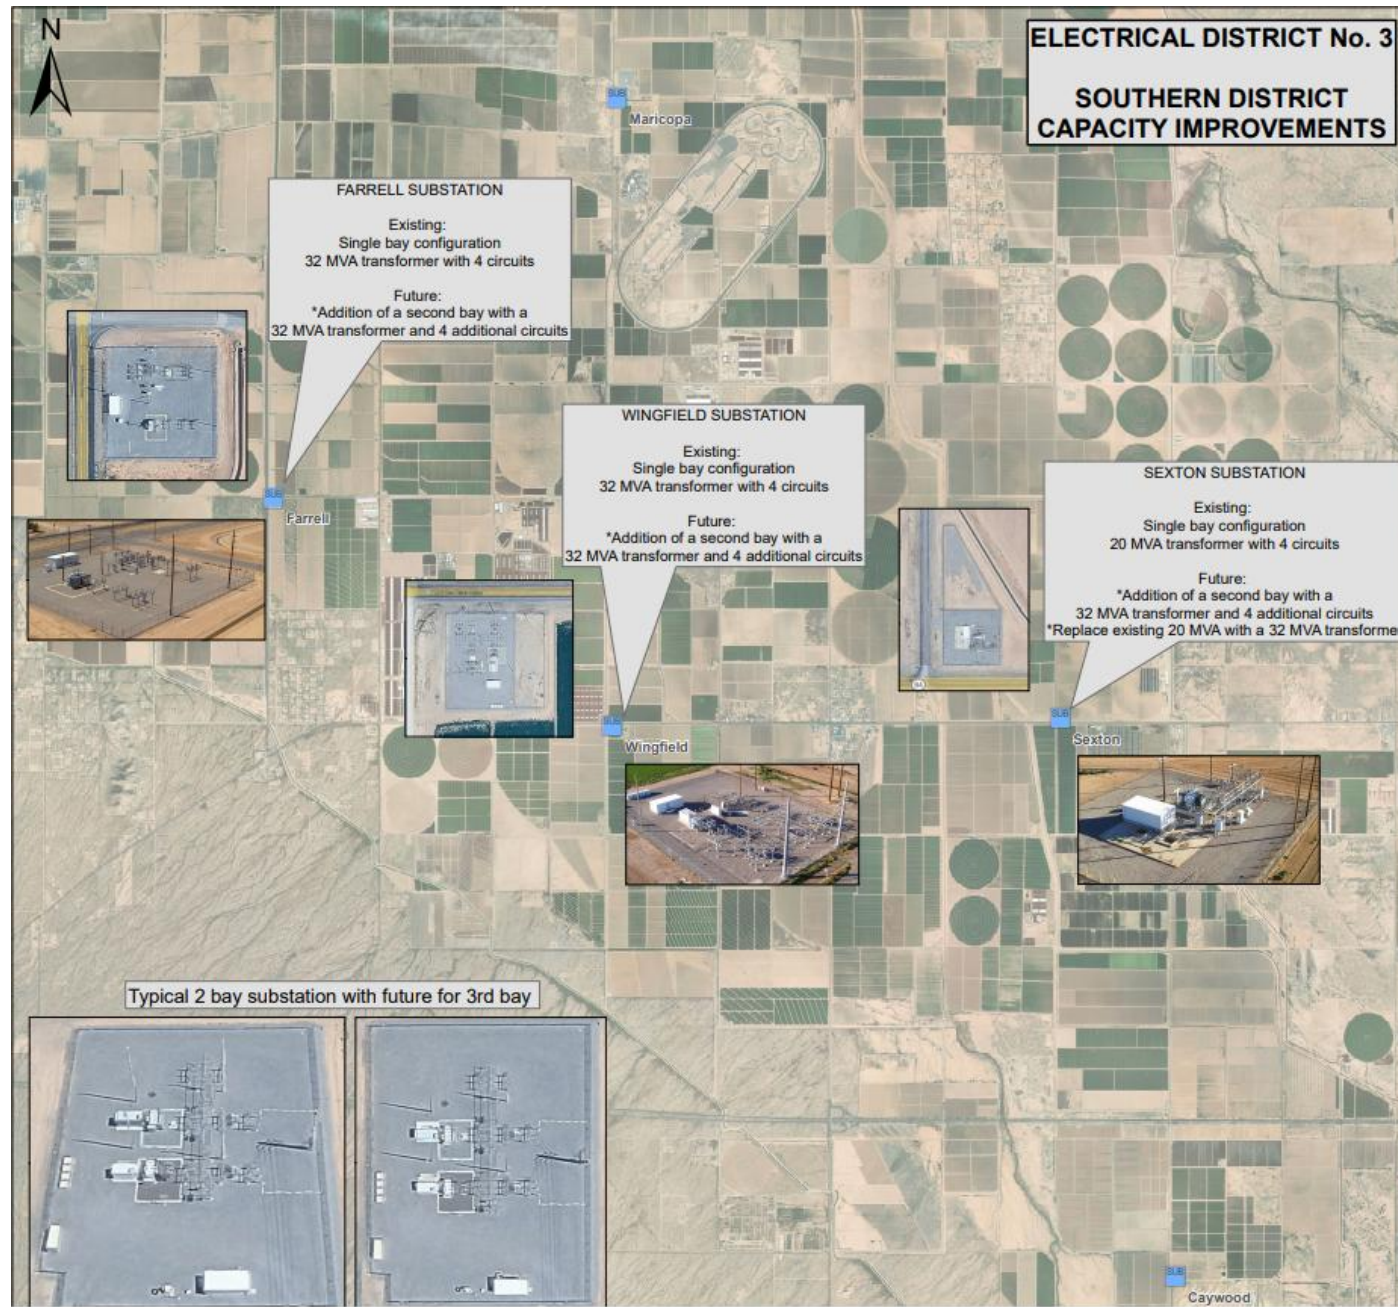 N
ELECTRICAL DISTRICT No. 3
SOUTHERN DISTRICT
CAPACITY IMPROVEMENTS
SUB
Maricopa
FARRELL SUBSTATION
Existing:
Single bay configuration
32 MVA transformer with 4 circuits
Future:
*Addition of a second bay with a
32 MVA transformer and 4 additional circuits
SUB
Farrell
WINGFIELD SUBSTATION
Existing:
Single bay configuration
32 MVA transformer with 4 circuits
Future:
*Addition of a second bay with a
32 MVA transformer and 4 additional circuits
SUB
Wingfield
SEXTON SUBSTATION
Existing:
Single bay configuration
20 MVA transformer with 4 circuits
Future:
*Addition of a second bay with a
32 MVA transformer and 4 additional circuits
*Replace existing 20 MVA with a 32 MVA transforme
SUB
Sexton
Typical 2 bay substation with future for 3rd bay
SUB
Caywood